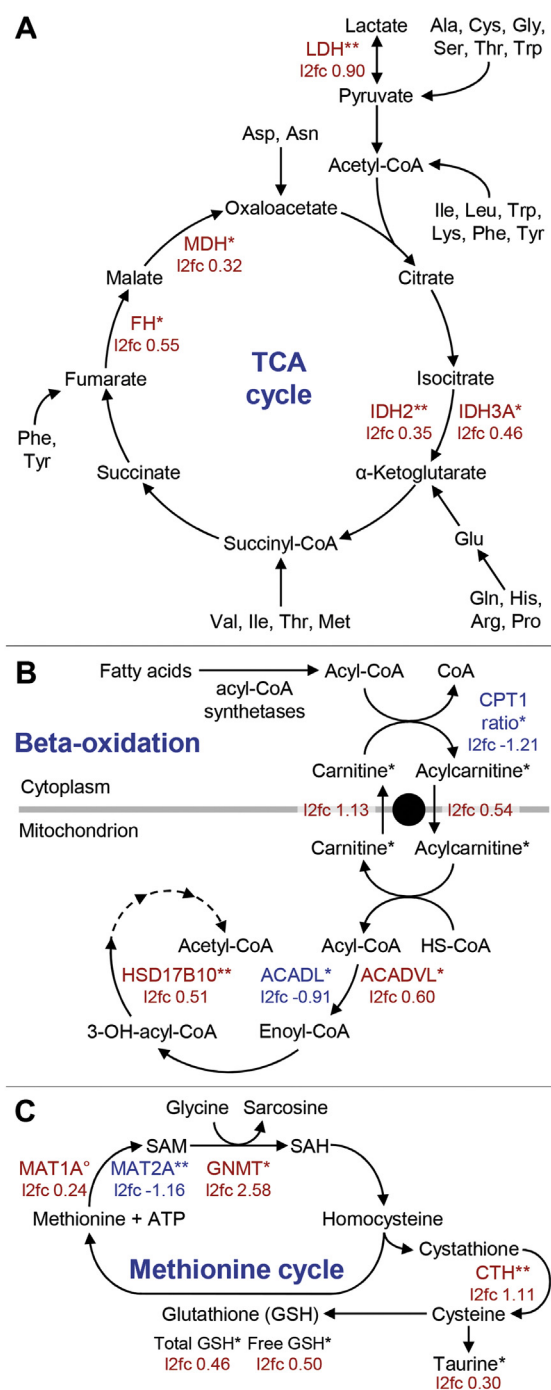 A
Lactate
Ala, Cys, Gly,
Ser, Thr, Trp
LDH**
l2fc 0.90
Pyruvate
Asp, Asn
Acetyl-CoA
Oxaloacetate
Ile, Leu, Trp,
Lys, Phe, Tyr
MDH*
l2fc 0.32
Malate
Citrate
FH*
l2fc 0.55
TCA
cycle
Fumarate
Isocitrate
IDH2**
l2fc 0.35
IDH3A*
l2fc 0.46
Phe,
Tyr
Succinate
α-Ketoglutarate
Succinyl-CoA
Glu
Val, Ile, Thr, Met
Gln, His,
Arg, Pro
B
Fatty acids
acyl-CoA
synthetases
Acyl-CoA
CoA
CPT1
ratio*
l2fc -1.21
Beta-oxidation
Carnitine*
Acylcarnitine*
Cytoplasm
l2fc 1.13
l2fc 0.54
Mitochondrion
Carnitine*
Acylcarnitine*
Acetyl-CoA
Acyl-CoA
HS-CoA
HSD17B10**
l2fc 0.51
ACADL*
l2fc -0.91
ACADVL*
l2fc 0.60
3-OH-acyl-CoA
Enoyl-CoA
C
Glycine
Sarcosine
SAM
SAH
MAT1A°
l2fc 0.24
MAT2A**
l2fc -1.16
GNMT*
l2fc 2.58
Methionine + ATP
Homocysteine
Methionine cycle
Cystathione
CTH**
l2fc 1.11
Glutathione (GSH)
Cysteine
Total GSH*
l2fc 0.46
Free GSH*
l2fc 0.50
Taurine*
l2fc 0.30